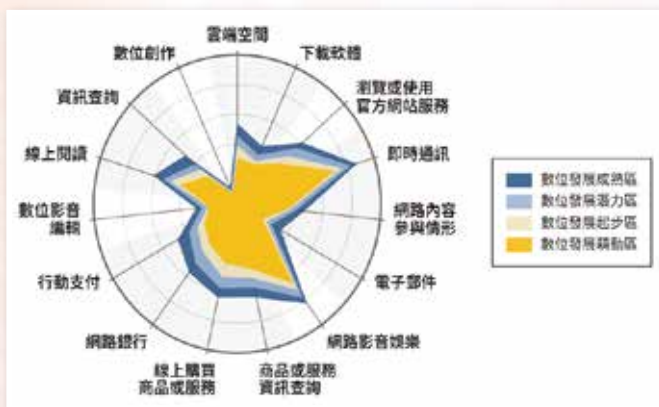 雲端空間
下載軟體
瀏覽或使用
官方網站服務
即時通訊
網路內容
參與情形
電子郵件
網路影音娛樂
商品或服務
資訊查詢
線上購買
商品或服務
網路銀行
行動支付
數位影音
編輯
線上閱讀
資訊查詢
數位創作
數位發展成熟區
數位發展潛力區
數位發展起步區
數位發展萌動區